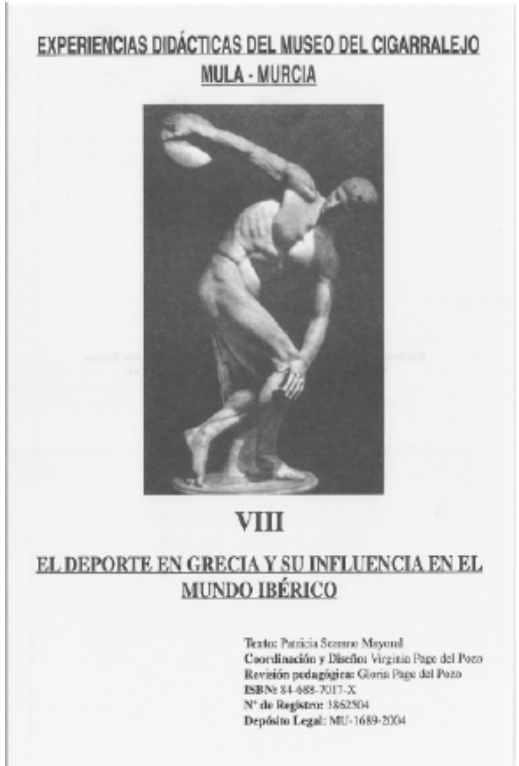 EXPERIENCIAS DIDÁCTICAS DEL MUSEO DEL CIGARRALEJO
MULA - MURCIA
VIII
EL DEPORTE EN GRECIA Y SU INFLUENCIA EN EL
MUNDO IBÉRICO
Texto: Patricia Serrano Mayoral
Coordinación y Diseño: Virginia Page del Pozo
Revisión pedagógica: Gloria Page del Pozo
ISBN: 84-688-7017-X
Nº de Registro: 3862504
Depósito Legal: MU-1689-2004